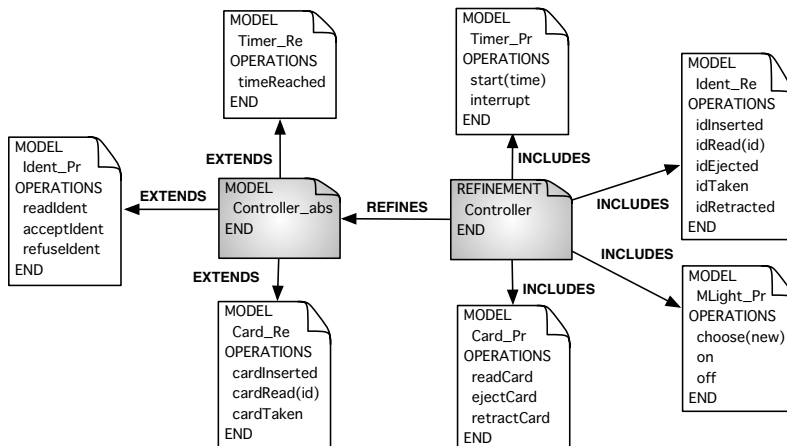 MODEL
Timer_Re
OPERATIONS
timeReached
END
MODEL
Timer_Pr
OPERATIONS
start(time)
interrupt
END
MODEL
Ident_Re
OPERATIONS
idInserted
idRead(id)
idEjected
idTaken
idRetracted
END
MODEL
Ident_Pr
OPERATIONS
readIdent
acceptIdent
refuseIdent
END
EXTENDS
EXTENDS
MODEL
Controller_abs
END
REFINES
REFINEMENT
Controller
END
INCLUDES
INCLUDES
INCLUDES
EXTENDS
INCLUDES
MODEL
Card_Re
OPERATIONS
cardInserted
cardRead(id)
cardTaken
END
MODEL
Card_Pr
OPERATIONS
readCard
ejectCard
retractCard
END
MODEL
MLight_Pr
OPERATIONS
choose(new)
on
off
END